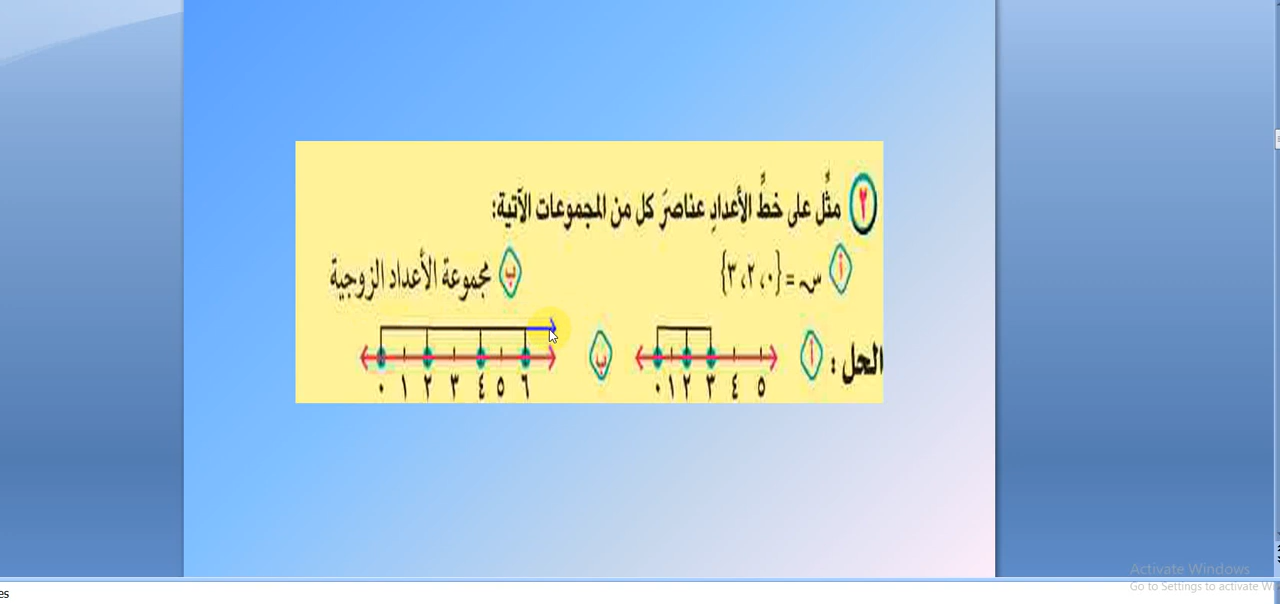 ٢ مثِّل على خطِّ الأعدادِ عناصرَ كل من المجموعات الآتية:
أ س = {٠، ٢، ٣} ب مجموعة الأعداد الزوجية
الحل : أ ب
٠ ١ ٢ ٣ ٤ ٥
٠ ١ ٢ ٣ ٤ ٥ ٦
Activate Windows
Go to Settings to activate W
es